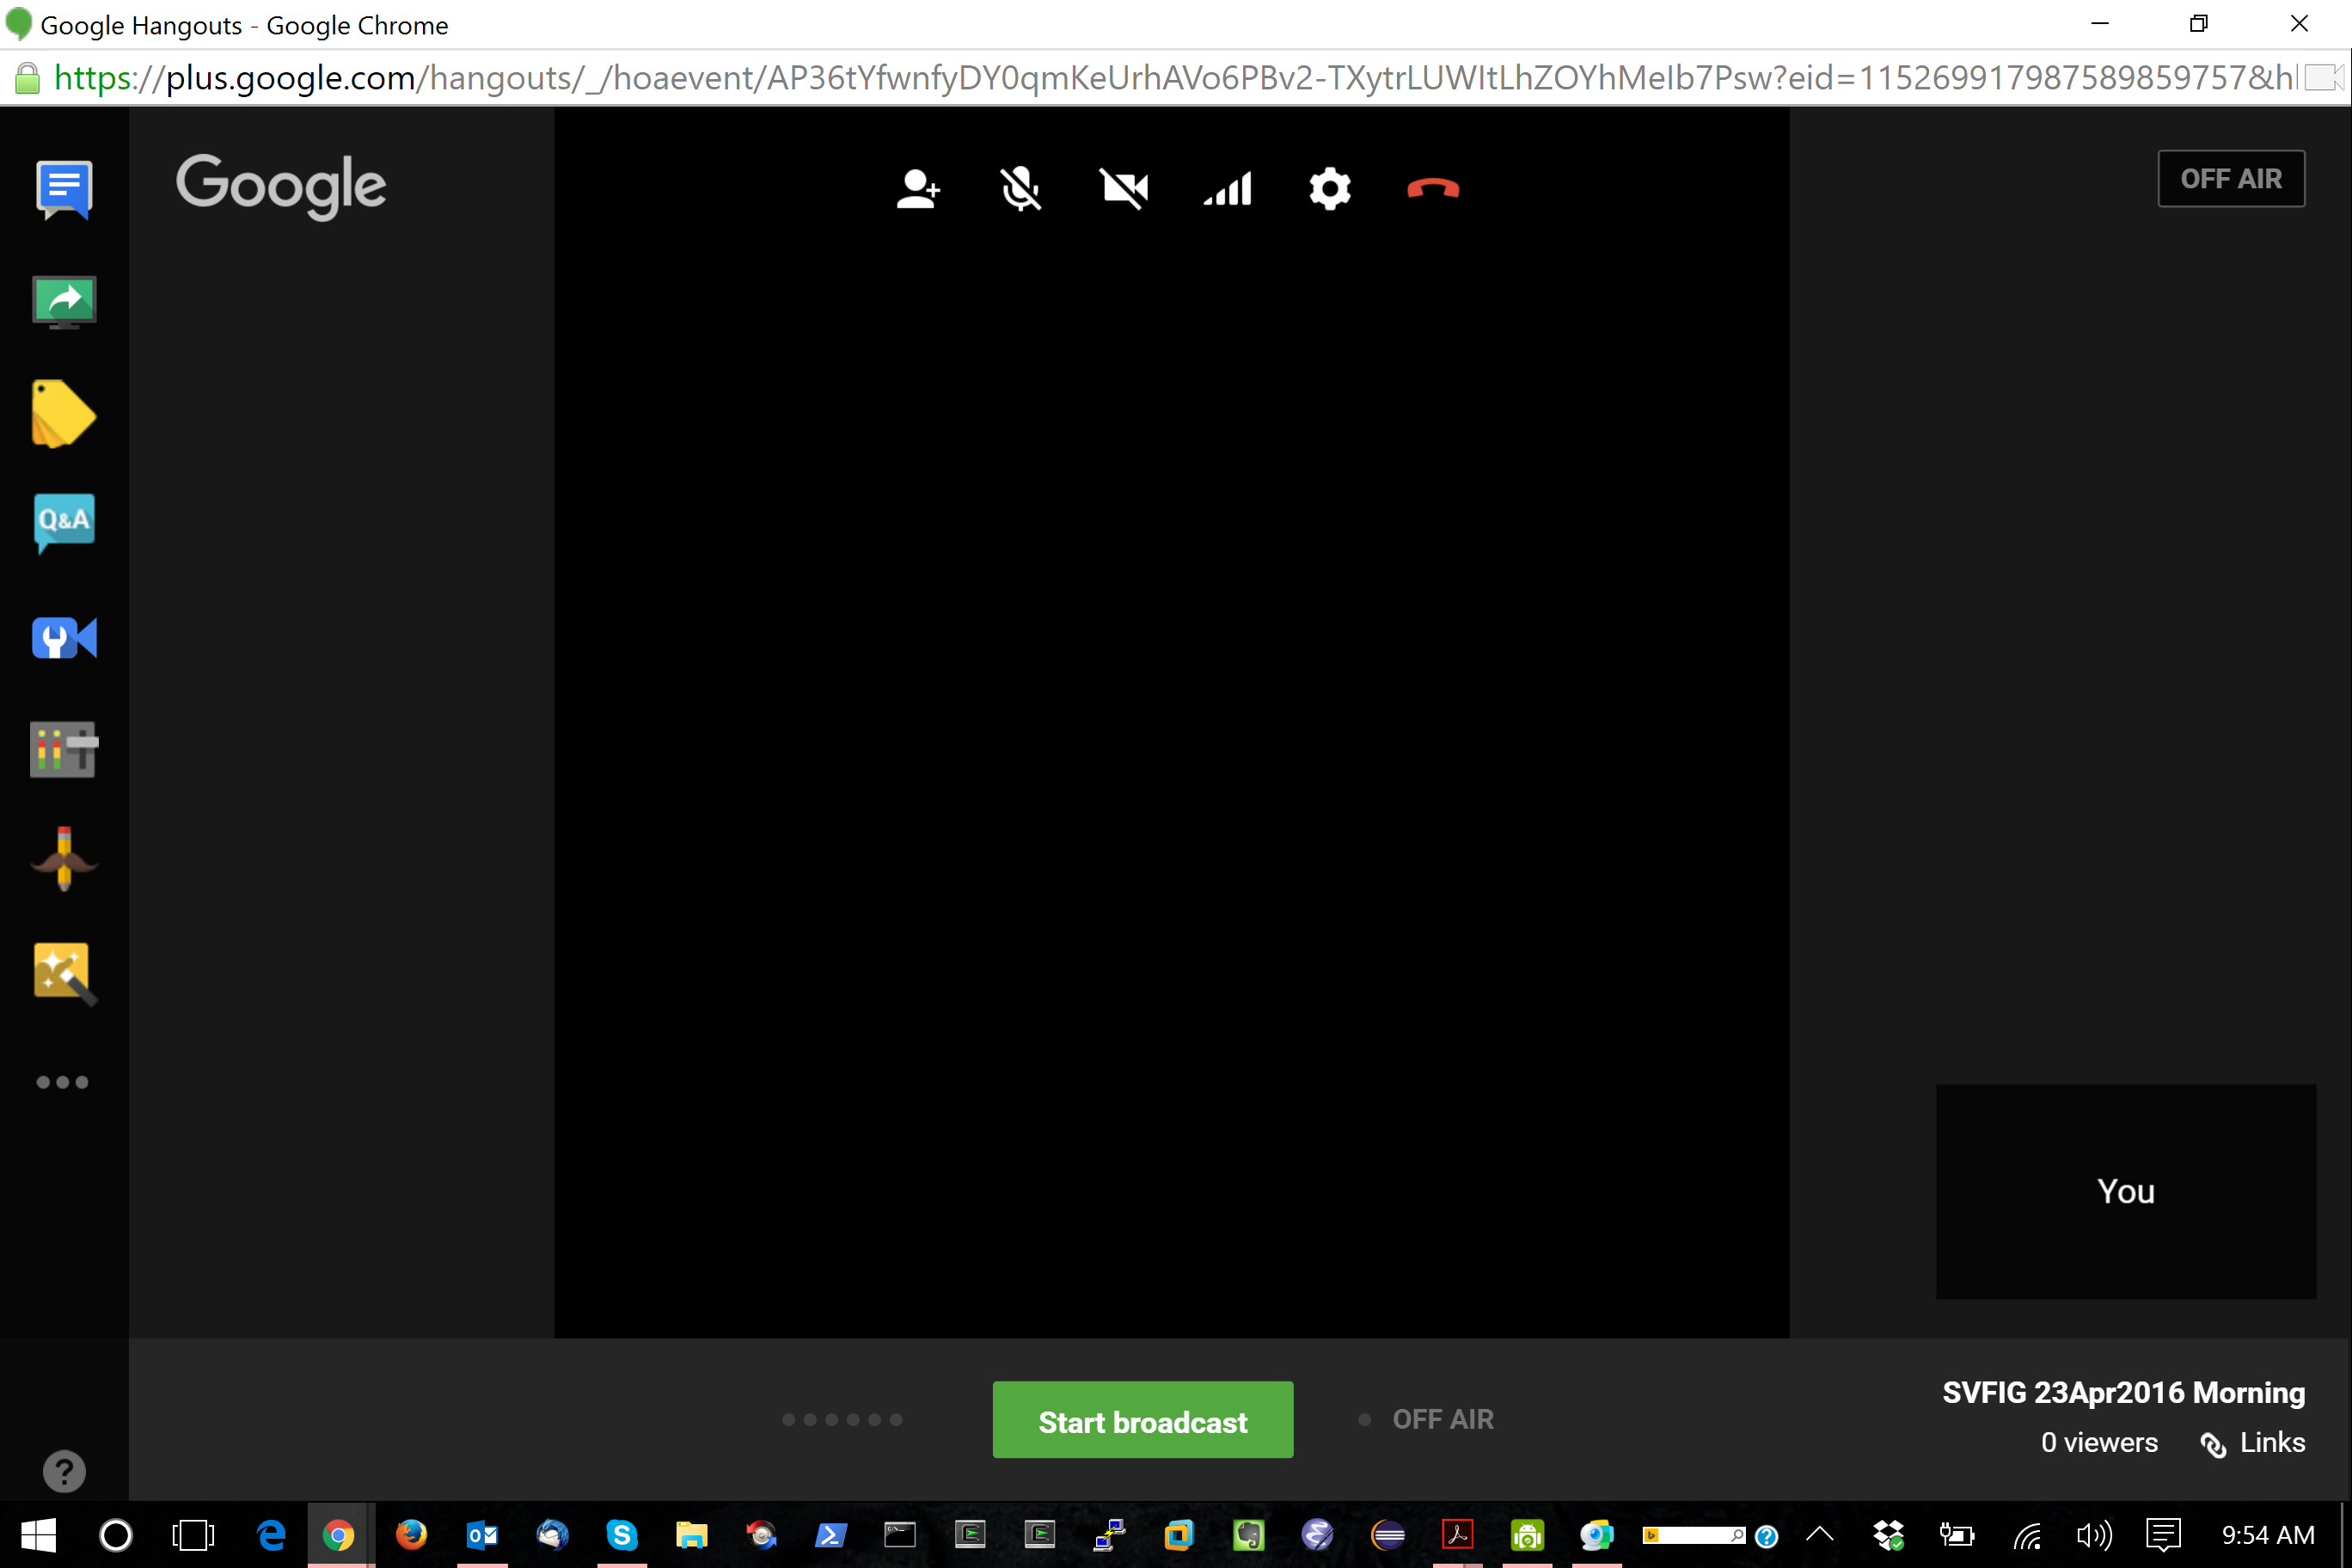 Google Hangouts - Google Chrome
https://plus.google.com/hangouts/_/hoaevent/AP36tYfwnfyDY0qmKeUrhAVo6PBv2-TXytrLUWItLhZOYhMeIb7Psw?eid=115269917987589859757&hl
Google
OFF AIR
Q&A
You
Start broadcast
OFF AIR
SVFIG 23Apr2016 Morning
0 viewers
Links
9:54 AM